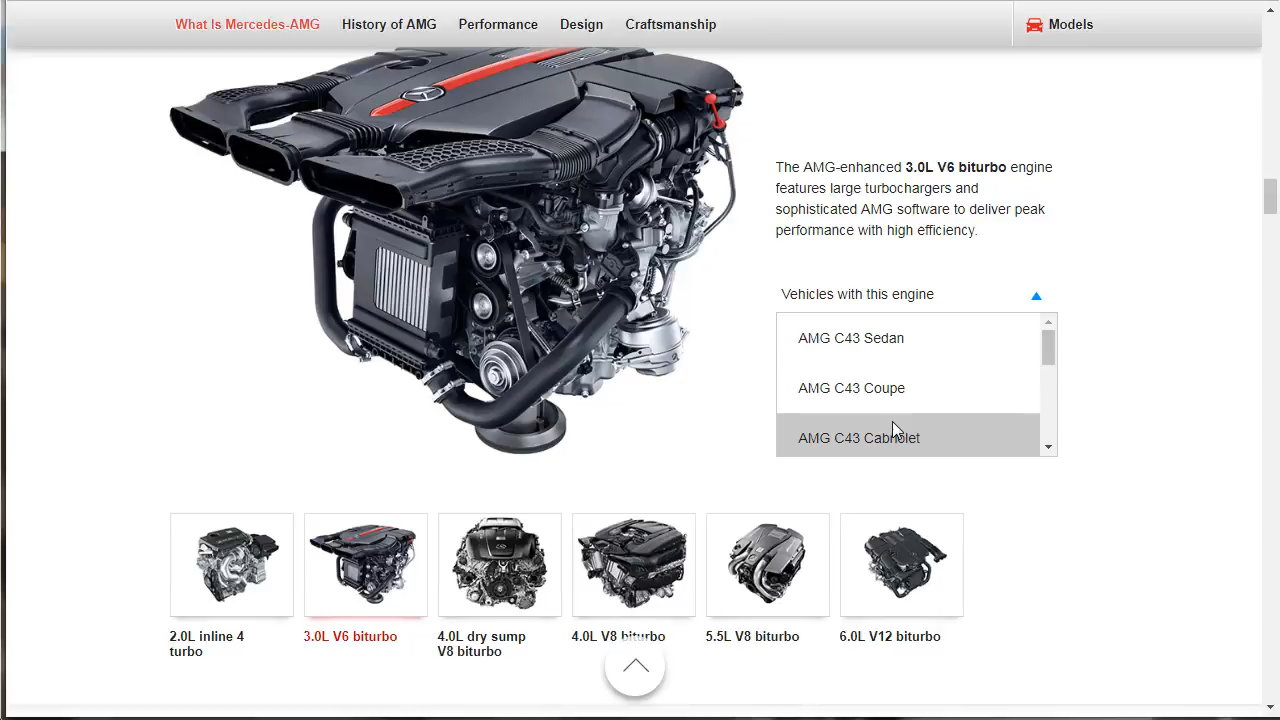 What Is Mercedes-AMG
History of AMG
Performance
Design
Craftsmanship
Models
The AMG-enhanced 3.0L V6 biturbo engine
features large turbochargers and
sophisticated AMG software to deliver peak
performance with high efficiency.
Vehicles with this engine
AMG C43 Sedan
AMG C43 Coupe
AMG C43 Cabriolet
2.0L inline 4
turbo
3.0L V6 biturbo
4.0L dry sump
V8 biturbo
4.0L V8 biturbo
5.5L V8 biturbo
6.0L V12 biturbo